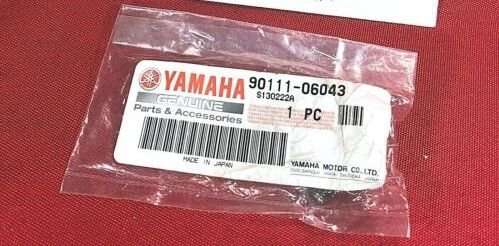 YAMAHA 90111-06043
S130222A
GENUINE
Parts & Accessories
1 PC
MADE IN JAPAN
YAMAHA MOTOR CO., LTD.